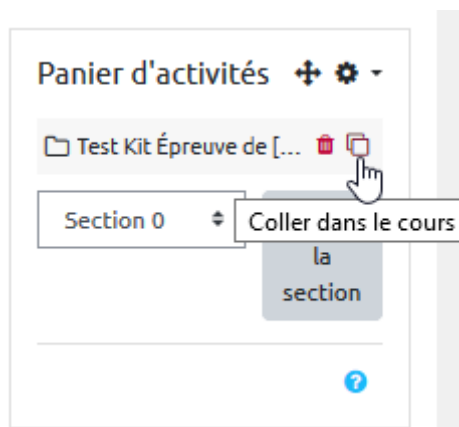 Panier d'activités
Test Kit Épreuve de [...
Section 0
Coller dans le cours
la
section